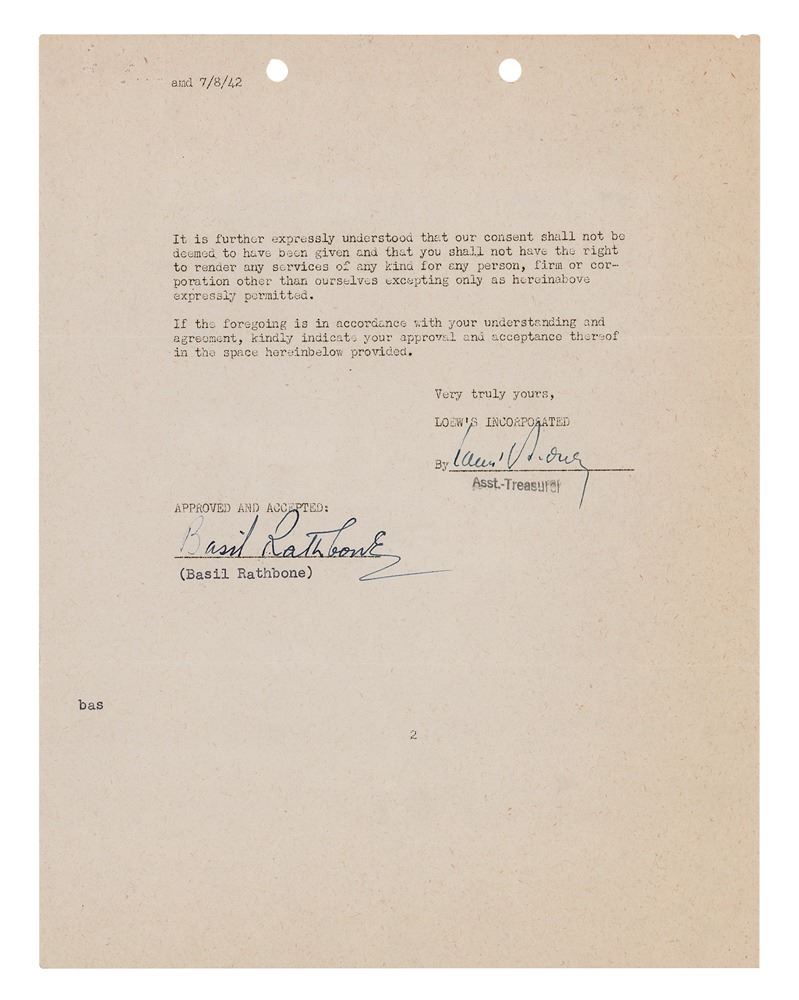 amd 7/8/42
It is further expressly understood that our consent shall not be
deemed to have been given and that you shall not have the right
to render any services of any kind for any person, firm or cor-
poration other than ourselves excepting only as hereinabove
expressly permitted.
If the foregoing is in accordance with your understanding and
agreement, kindly indicate your approval and acceptance thereof
in the space hereinbelow provided.
Very truly yours,
LOEW'S INCORPORATED
By
Asst.-Treasurer
APPROVED AND ACCEPTED:
Basil Rathbone
(Basil Rathbone)
bas
2